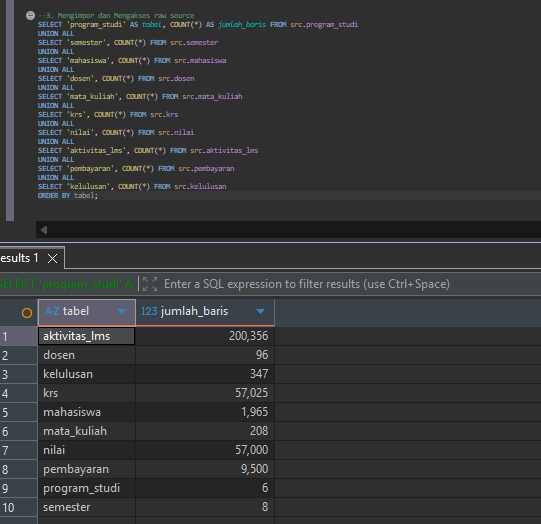 --3. Mengimpor dan Mengakses raw source
SELECT 'program_studi' AS tabel, COUNT(*) AS jumlah_baris FROM src.program_studi
UNION ALL
SELECT 'semester', COUNT(*) FROM src.semester
UNION ALL
SELECT 'mahasiswa', COUNT(*) FROM src.mahasiswa
UNION ALL
SELECT 'dosen', COUNT(*) FROM src.dosen
UNION ALL
SELECT 'mata_kuliah', COUNT(*) FROM src.mata_kuliah
UNION ALL
SELECT 'krs', COUNT(*) FROM src.krs
UNION ALL
SELECT 'nilai', COUNT(*) FROM src.nilai
UNION ALL
SELECT 'aktivitas_lms', COUNT(*) FROM src.aktivitas_lms
UNION ALL
SELECT 'pembayaran', COUNT(*) FROM src.pembayaran
UNION ALL
SELECT 'kelulusan', COUNT(*) FROM src.kelulusan
ORDER BY tabel;
esults 1
SELECT 'program_studi' A Enter a SQL expression to filter results (use Ctrl+Space)
A-Z tabel 123 jumlah_baris
1 aktivitas_lms 200,356
2 dosen 96
3 kelulusan 347
4 krs 57,025
5 mahasiswa 1,965
6 mata_kuliah 208
7 nilai 57,000
8 pembayaran 9,500
9 program_studi 6
10 semester 8